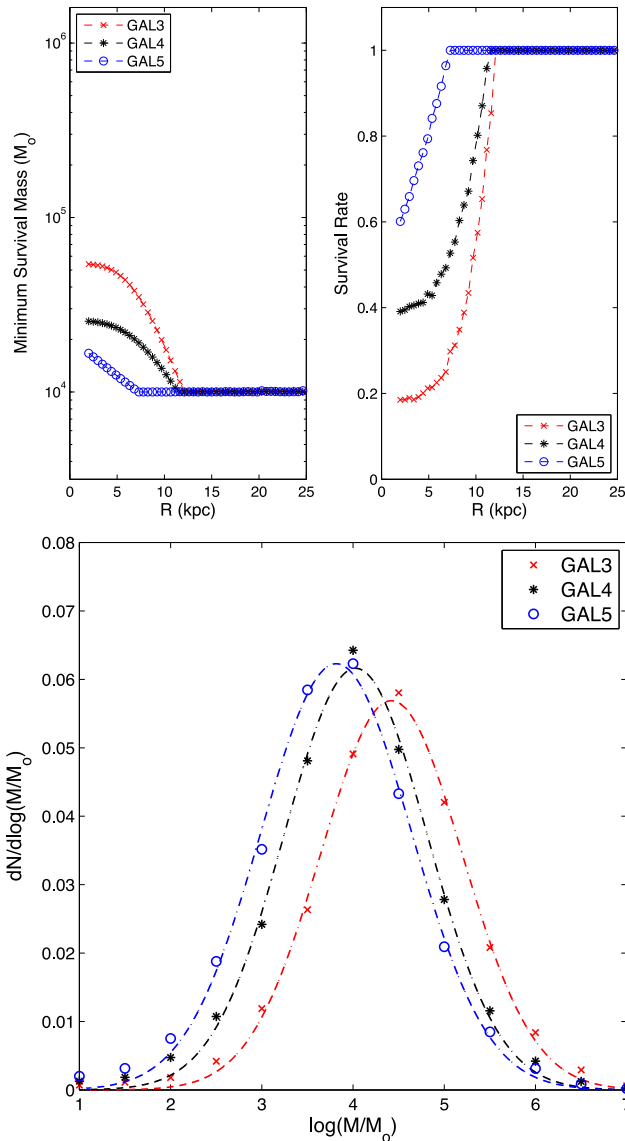 GAL3
GAL4
GAL5
10^6
10^5
10^4
Minimum Survival Mass (M_o)
0 5 10 15 20 25
R (kpc)
1
0.8
0.6
0.4
0.2
0
Survival Rate
GAL3
GAL4
GAL5
0 5 10 15 20 25
R (kpc)
0.08
0.07
0.06
0.05
0.04
0.03
0.02
0.01
0
dN/dlog(M/M_o)
GAL3
GAL4
GAL5
1 2 3 4 5 6 7
log(M/M_o)